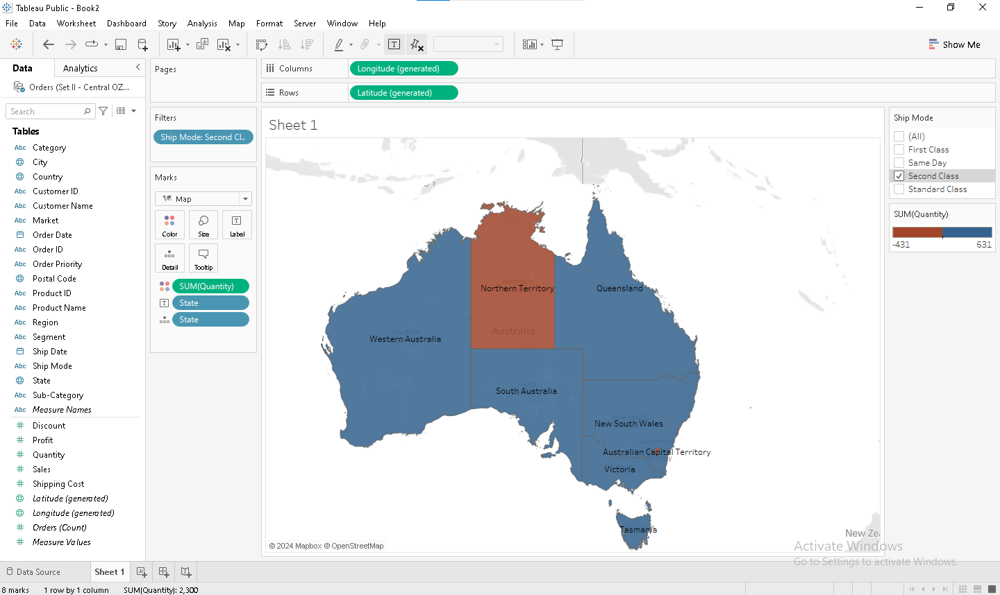 Tableau Public - Book2
File Data Worksheet Dashboard Story Analysis Map Format Server Window Help
Show Me
Data Analytics
Orders (Set II - Central OZ...
Search
Tables
Abc Category
City
Country
Abc Customer ID
Abc Customer Name
Abc Market
Order Date
Abc Order ID
Abc Order Priority
Postal Code
Abc Product ID
Abc Product Name
Abc Region
Abc Segment
Ship Date
Abc Ship Mode
State
Abc Sub-Category
Abc Measure Names
Discount
Profit
Quantity
Sales
Shipping Cost
Latitude (generated)
Longitude (generated)
Orders (Count)
Measure Values
Pages
Filters
Ship Mode: Second Cl..
Marks
Map
Color Size Label
Detail Tooltip
SUM(Quantity)
State
State
Columns Longitude (generated)
Rows Latitude (generated)
Sheet 1
Northern
Northern Territory
Queensland
Australia
Western
Western Australia
South
South Australia
New South
New South Wales
Australian
Australian Capital Territory
Territory
Victoria
Tasmania
New Zea
© 2024 Mapbox © OpenStreetMap
Ship Mode
(All)
First Class
Same Day
Second Class
Standard Class
SUM(Quantity)
-431 631
Activate Windows
Go to Settings to activate Windows.
Data Source Sheet 1
8 marks 1 row by 1 column SUM(Quantity): 2,300